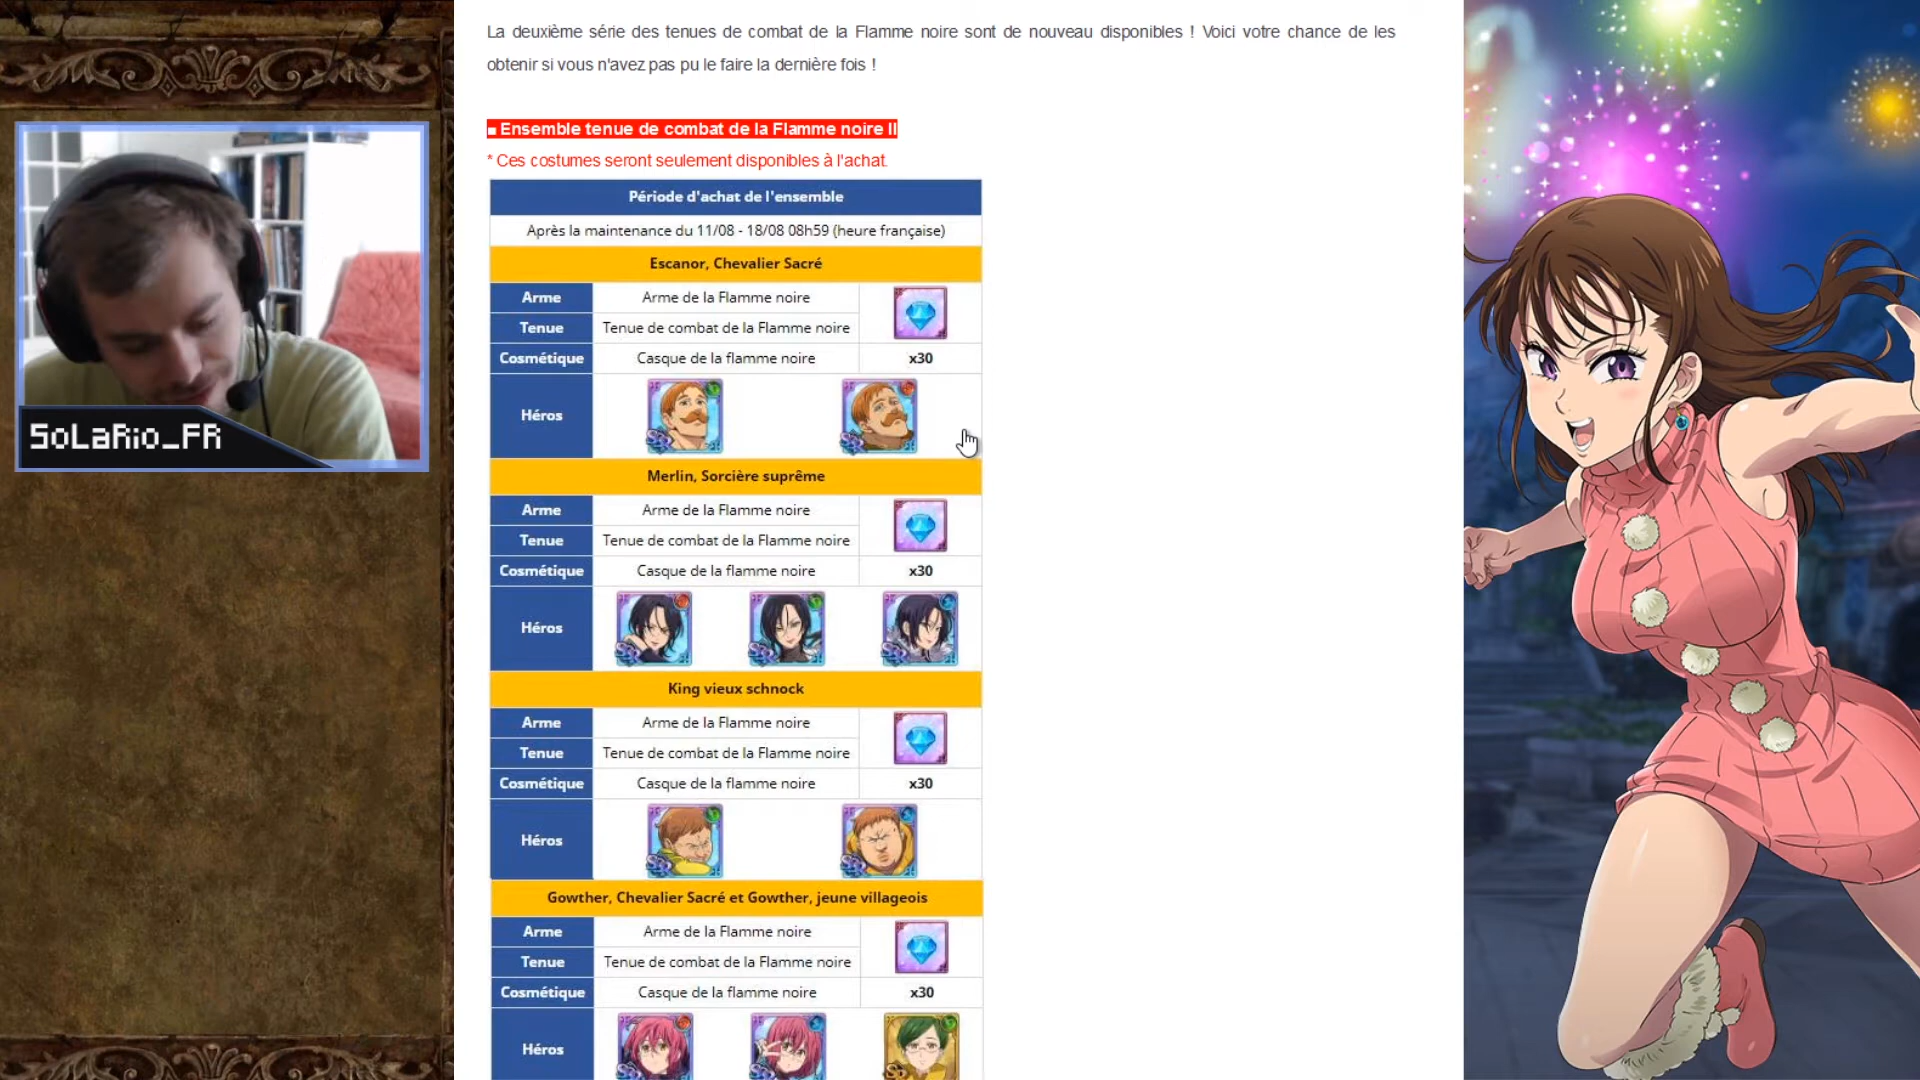 La deuxième série des tenues de combat de la Flamme noire sont de nouveau disponibles ! Voici votre chance de les
obtenir si vous n'avez pas pu le faire la dernière fois !
■ Ensemble tenue de combat de la Flamme noire II
* Ces costumes seront seulement disponibles à l'achat.
Période d'achat de l'ensemble
Après la maintenance du 11/08 - 18/08 08h59 (heure française)
Escanor, Chevalier Sacré
Arme Arme de la Flamme noire
Tenue Tenue de combat de la Flamme noire
Cosmétique Casque de la flamme noire x30
Héros
SoLaRio_FR
Merlin, Sorcière suprême
Arme Arme de la Flamme noire
Tenue Tenue de combat de la Flamme noire
Cosmétique Casque de la flamme noire x30
Héros
King vieux schnock
Arme Arme de la Flamme noire
Tenue Tenue de combat de la Flamme noire
Cosmétique Casque de la flamme noire x30
Héros
Gowther, Chevalier Sacré et Gowther, jeune villageois
Arme Arme de la Flamme noire
Tenue Tenue de combat de la Flamme noire
Cosmétique Casque de la flamme noire x30
Héros